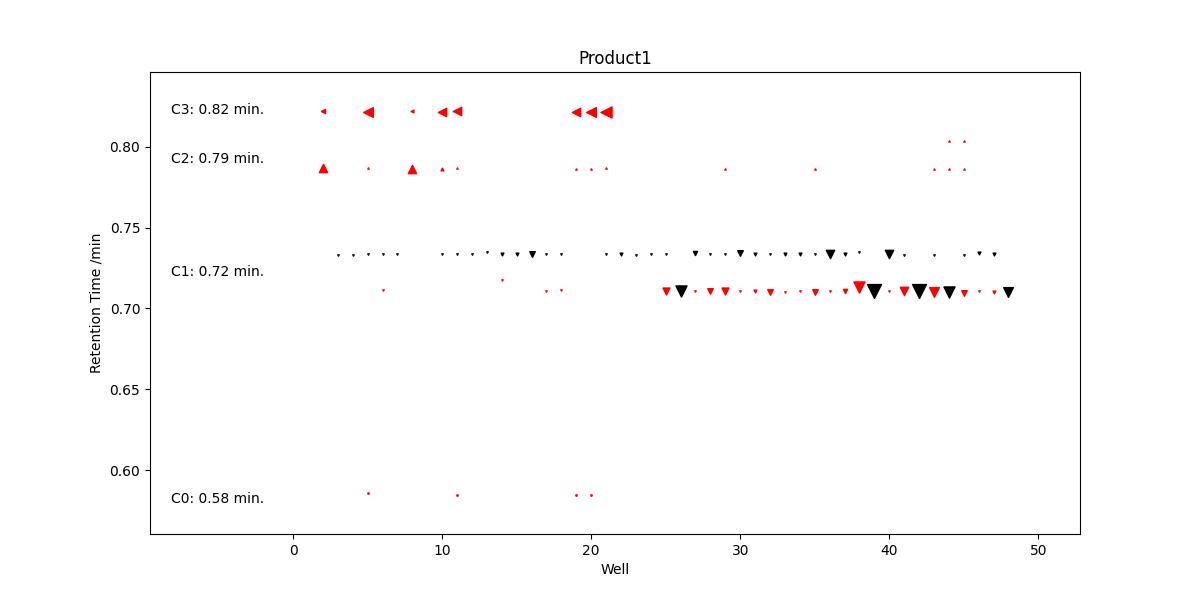 Product1
C3: 0.82 min.
0.80
C2: 0.79 min.
0.75
C1: 0.72 min.
0.70
Retention Time /min
0.65
0.60
C0: 0.58 min.
0 10 20 30 40 50
Well